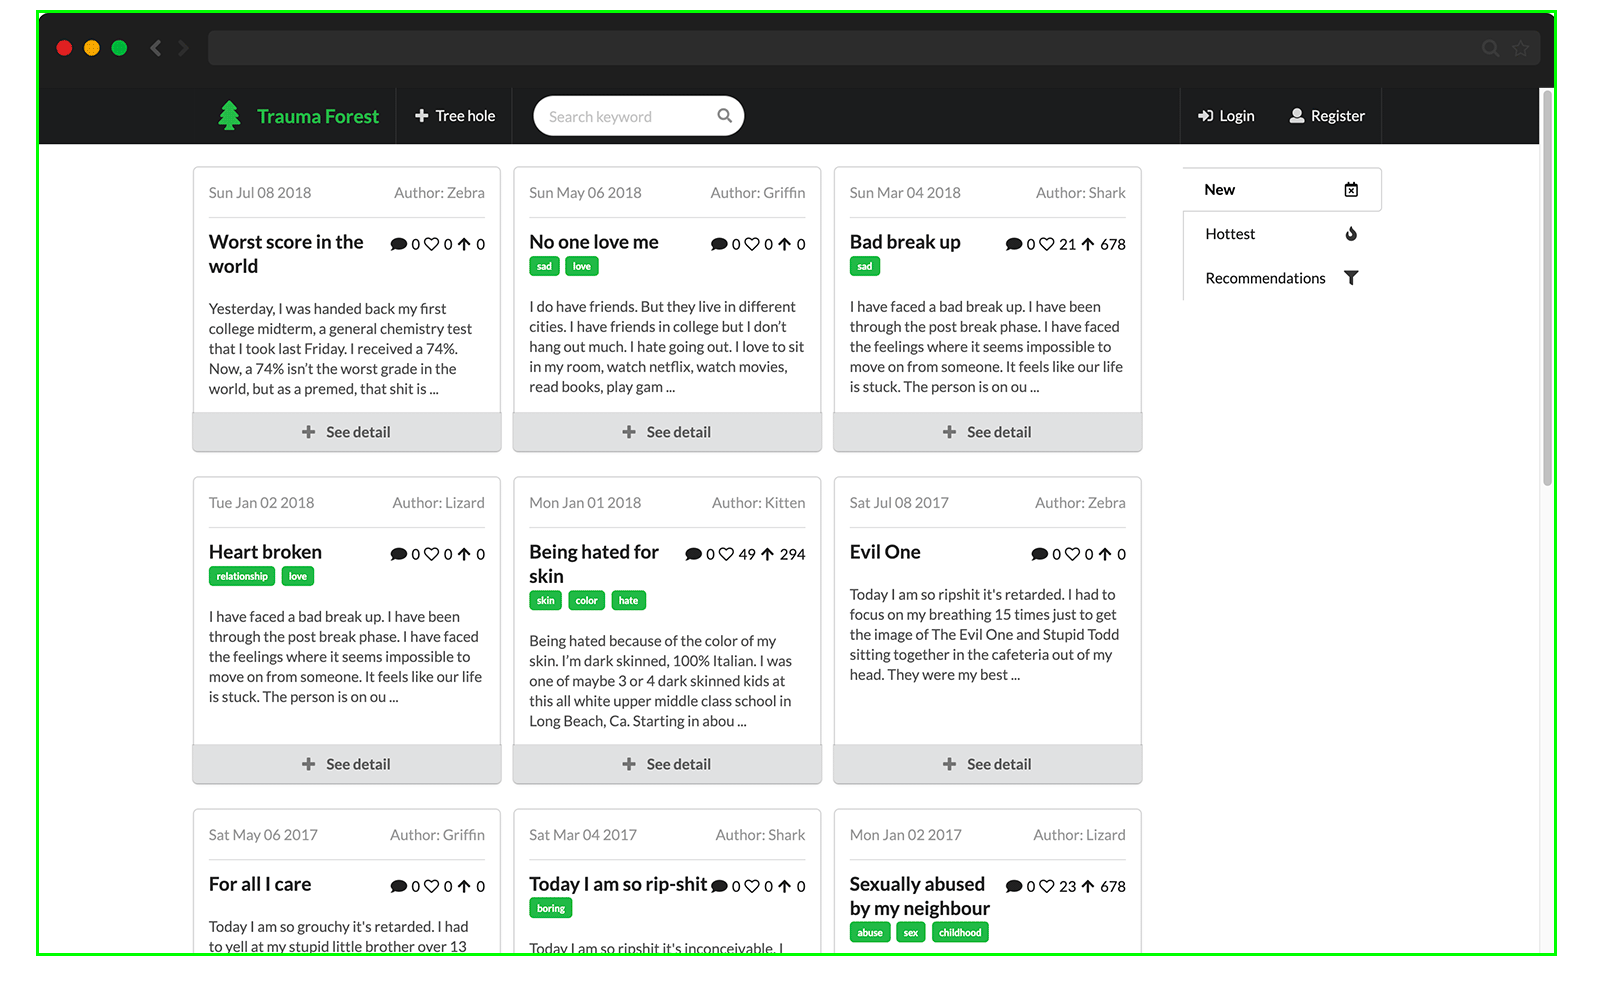 Trauma Forest
Tree hole
Search keyword
Login
Register
Sun Jul 08 2018
Author: Zebra
Worst score in the
world
0 0 0
Yesterday, I was handed back my first
college midterm, a general chemistry test
that I took last Friday. I received a 74%.
Now, a 74% isn't the worst grade in the
world, but as a premed, that shit is ...
See detail
Sun May 06 2018
Author: Griffin
No one love me
0 0 0
sad love
I do have friends. But they live in different
cities. I have friends in college but I don't
hang out much. I hate going out. I love to sit
in my room, watch netflix, watch movies,
read books, play gam ...
See detail
Sun Mar 04 2018
Author: Shark
Bad break up
0 21 678
sad
I have faced a bad break up. I have been
through the post break phase. I have faced
the feelings where it seems impossible to
move on from someone. It feels like our life
is stuck. The person is on ou ...
See detail
New
Hottest
Recommendations
Tue Jan 02 2018
Author: Lizard
Heart broken
0 0 0
relationship love
I have faced a bad break up. I have been
through the post break phase. I have faced
the feelings where it seems impossible to
move on from someone. It feels like our life
is stuck. The person is on ou ...
See detail
Mon Jan 01 2018
Author: Kitten
Being hated for
skin
0 49 294
skin color hate
Being hated because of the color of my
skin. I'm dark skinned, 100% Italian. I was
one of maybe 3 or 4 dark skinned kids at
this all white upper middle class school in
Long Beach, Ca. Starting in abou ...
See detail
Sat Jul 08 2017
Author: Zebra
Evil One
0 0 0
Today I am so ripshit it's retarded. I had to
focus on my breathing 15 times just to get
the image of The Evil One and Stupid Todd
sitting together in the cafeteria out of my
head. They were my best ...
See detail
Sat May 06 2017
Author: Griffin
For all I care
0 0 0
Today I am so grouchy it's retarded. I had
to yell at my stupid little brother over 13
Sat Mar 04 2017
Author: Shark
Today I am so rip-shit
0 0 0
boring
Today I am so ripshit it's inconceivable. I
Mon Jan 02 2017
Author: Lizard
Sexually abused
by my neighbour
0 23 678
abuse sex childhood